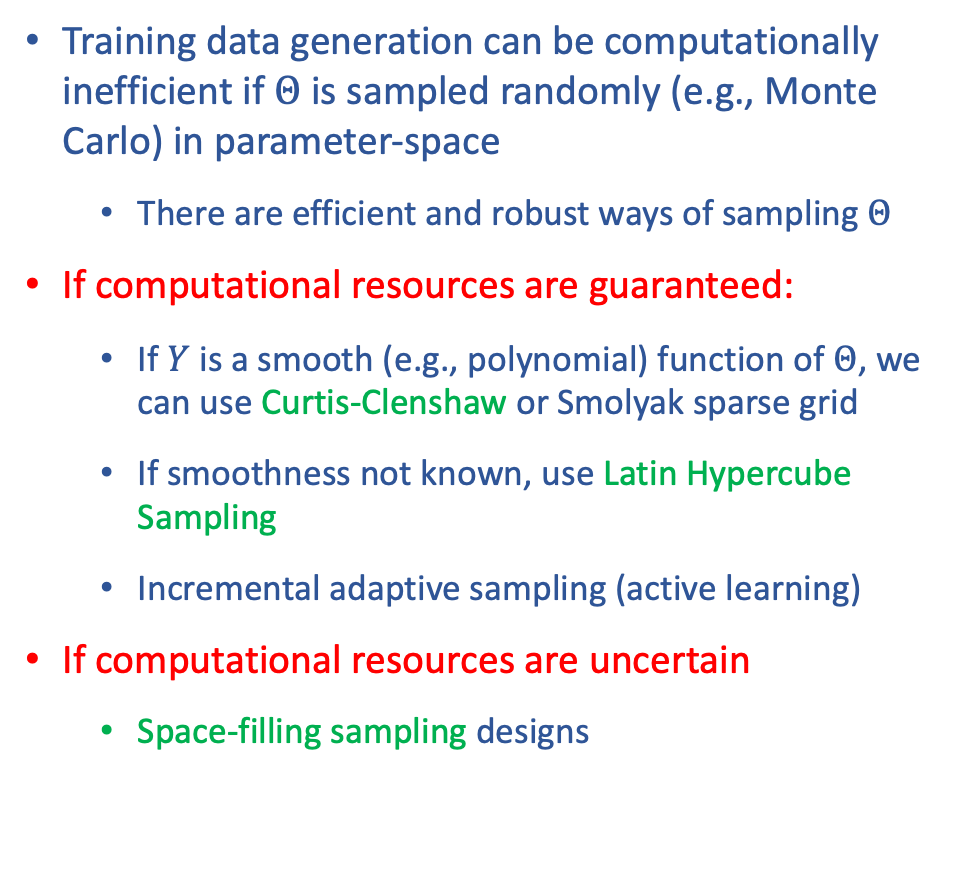 • Training data generation can be computationally
inefficient if Θ is sampled randomly (e.g., Monte
Carlo) in parameter-space
• There are efficient and robust ways of sampling Θ
• If computational resources are guaranteed:
• If Y is a smooth (e.g., polynomial) function of Θ, we
can use Curtis-Clenshaw or Smolyak sparse grid
• If smoothness not known, use Latin Hypercube
Sampling
• Incremental adaptive sampling (active learning)
• If computational resources are uncertain
• Space-filling sampling designs